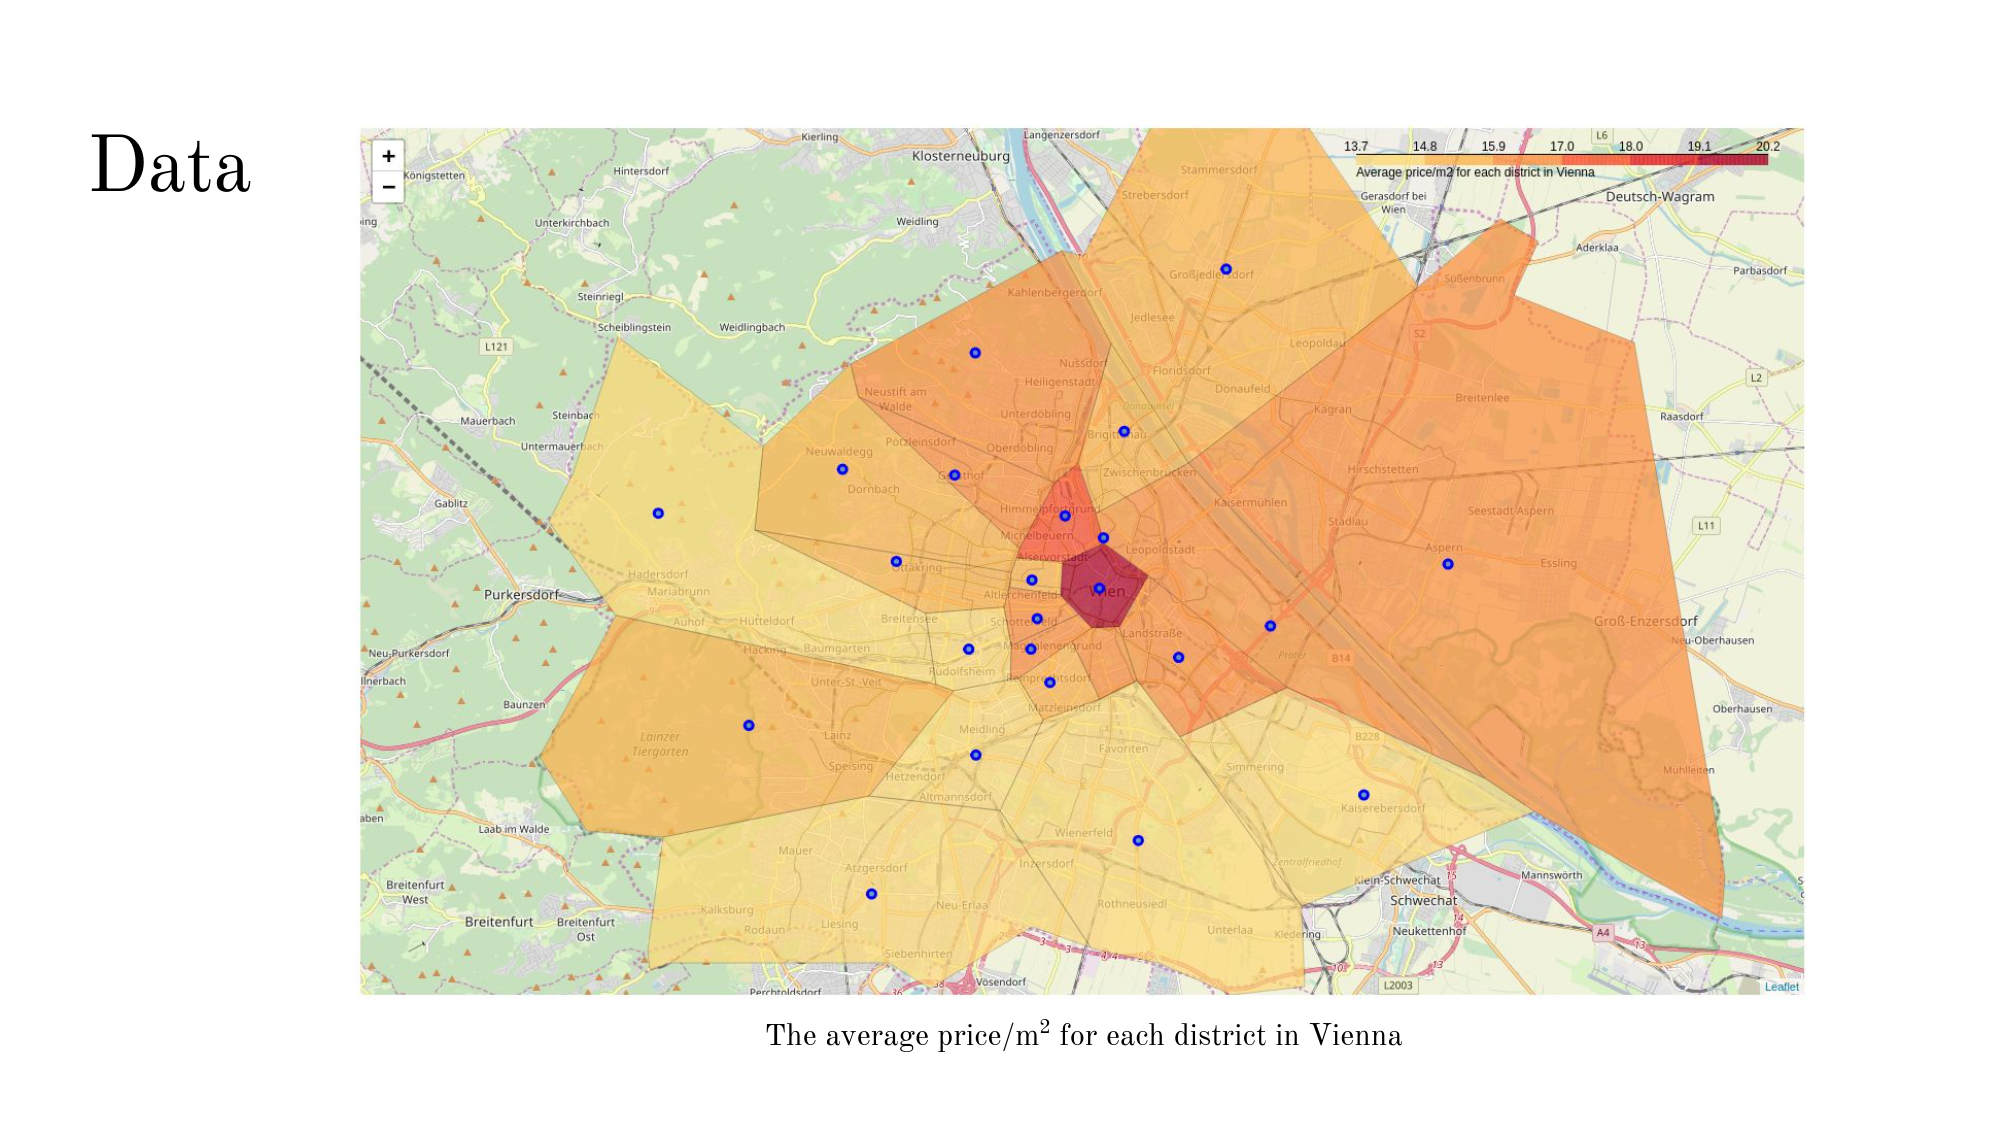 Data
+
−
13.7 14.8 15.9 17.0 18.0 19.1 20.2
Average price/m2 for each district in Vienna
Kierling
Langenzersdorf
L6
Klosterneuburg
Königstetten
Hintersdorf
Stammersdorf
Strebersdorf
Gerasdorf bei
Wien
Deutsch-Wagram
Unterkirchbach
Weidling
Aderklaa
Parbasdorf
Großjedlersdorf
Süßenbrunn
Kahlenbergerdorf
Steinriegl
Scheiblingstein
Weidlingbach
Jedlesee
S2
L121
Leopoldau
Nussdorf
Floridsdorf
Heiligenstadt
L2
Neustift am
Walde
Donaufeld
Breitenlee
Kagran
Donauinsel
Mauerbach
Steinbach
Unterdöbling
Raasdorf
Untermauerbach
Pötzleinsdorf
Oberdöbling
Brigittenau
Neuwaldegg
Gersthof
Zwischenbrücken
Hirschstetten
Dornbach
Gablitz
Kaisermühlen
Himmelpfortgrund
Seestadt Aspern
Stadlau
L11
Michelbeuern
Alservorstadt
Leopoldstadt
Aspern
Essling
Ottakring
Hadersdorf
Mariabrunn
Purkersdorf
Altlerchenfeld
Wien
Auhof
Hütteldorf
Breitensee
Schottenfeld
Groß-Enzersdorf
Landstraße
Neu-Oberhausen
Hacking
Baumgarten
Magdalenengrund
Neu-Purkersdorf
Prater
B14
Rudolfsheim
Unter-St.-Veit
Reinprechtsdorf
Baunzen
Matzleinsdorf
Oberhausen
Lainzer
Tiergarten
Lainz
Meidling
Favoriten
B228
Speising
Hetzendorf
Simmering
Mühlleiten
Altmannsdorf
Kaiserebersdorf
Laab im Walde
Wienerfeld
Mauer
Atzgersdorf
Inzersdorf
Zentralfriedhof
Breitenfurt
West
Klein-Schwechat
15
Mannswörth
Schwechat
Kalksburg
Neu-Erlaa
Rothneusiedl
Breitenfurt
Breitenfurt
Ost
Liesing
Rodaun
Unterlaa
Kledering
Neukettenhof
14
A4
13
Siebenhirten
Perchtoldsdorf
Vösendorf
L2003
Leaflet
The average price/m² for each district in Vienna